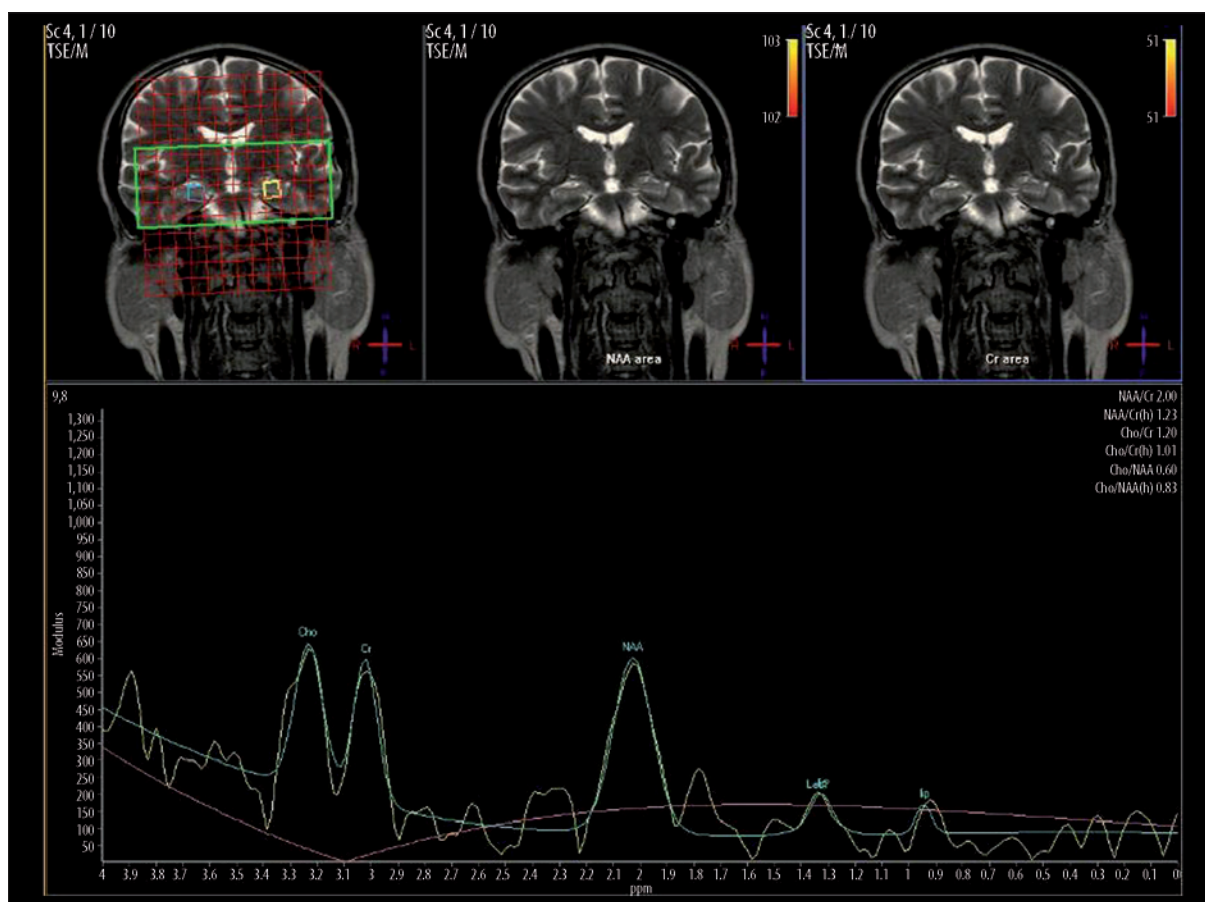 Sc 4, 1 / 10
TSE/M
Sc 4, 1 / 10
TSE/M
103
102
Sc 4, 1 / 10
TSE/M
51
51
R L
NAA area
R L
Cr area
R L
9,8
NAA/Cr 2.00
NAA/Cr(h) 1.23
Cho/Cr 1.20
Cho/Cr(h) 1.01
Cho/NAA 0.60
Cho/NAA(h) 0.83
1,300
1,250
1,200
1,150
1,100
1,050
1,000
950
900
850
800
750
700
650
600
550
500
450
400
350
300
250
200
150
100
50
Modulus
Cho
Cr
NAA
lip
4 3.9 3.8 3.7 3.6 3.5 3.4 3.3 3.2 3.1 3 2.9 2.8 2.7 2.6 2.5 2.4 2.3 2.2 2.1 2 1.9 1.8 1.7 1.6 1.5 1.4 1.3 1.2 1.1 1 0.9 0.8 0.7 0.6 0.5 0.4 0.3 0.2 0.1 0
ppm